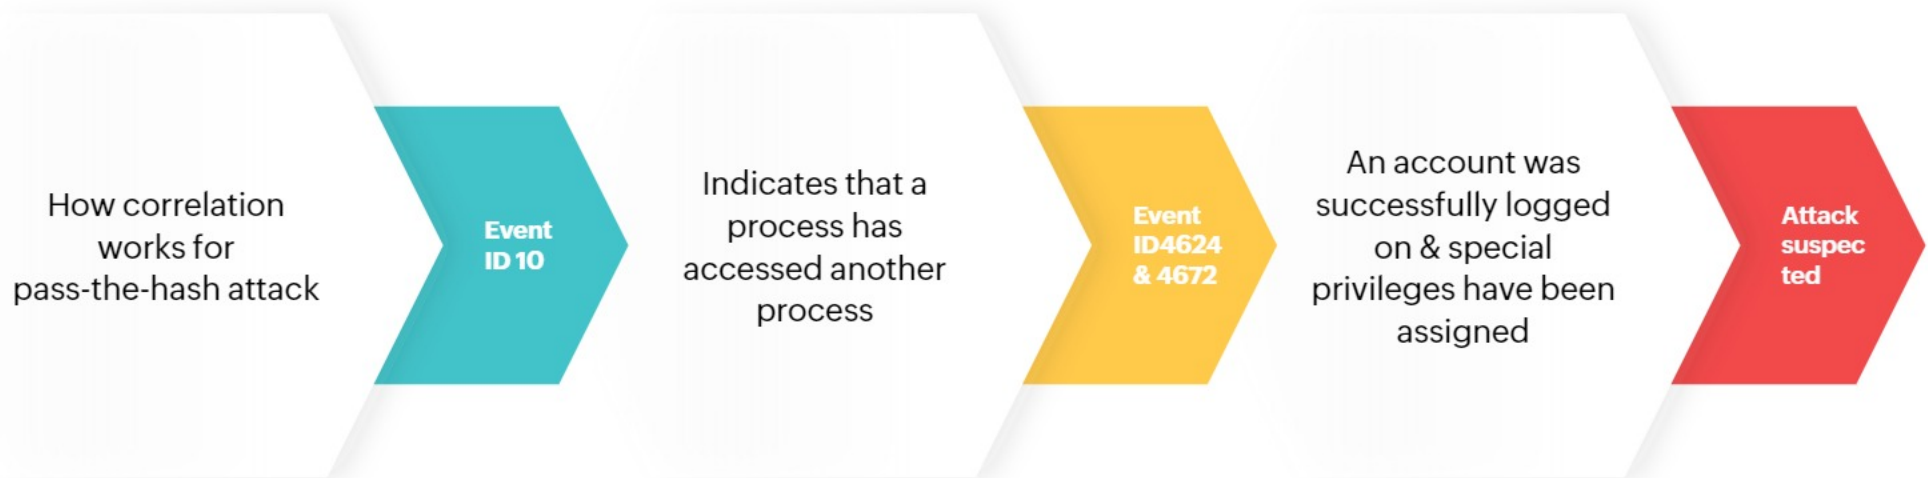 How correlation
works for
pass-the-hash attack
Event
ID 10
Indicates that a
process has
accessed another
process
Event
ID4624
& 4672
An account was
successfully logged
on & special
privileges have been
assigned
Attack
suspec
ted